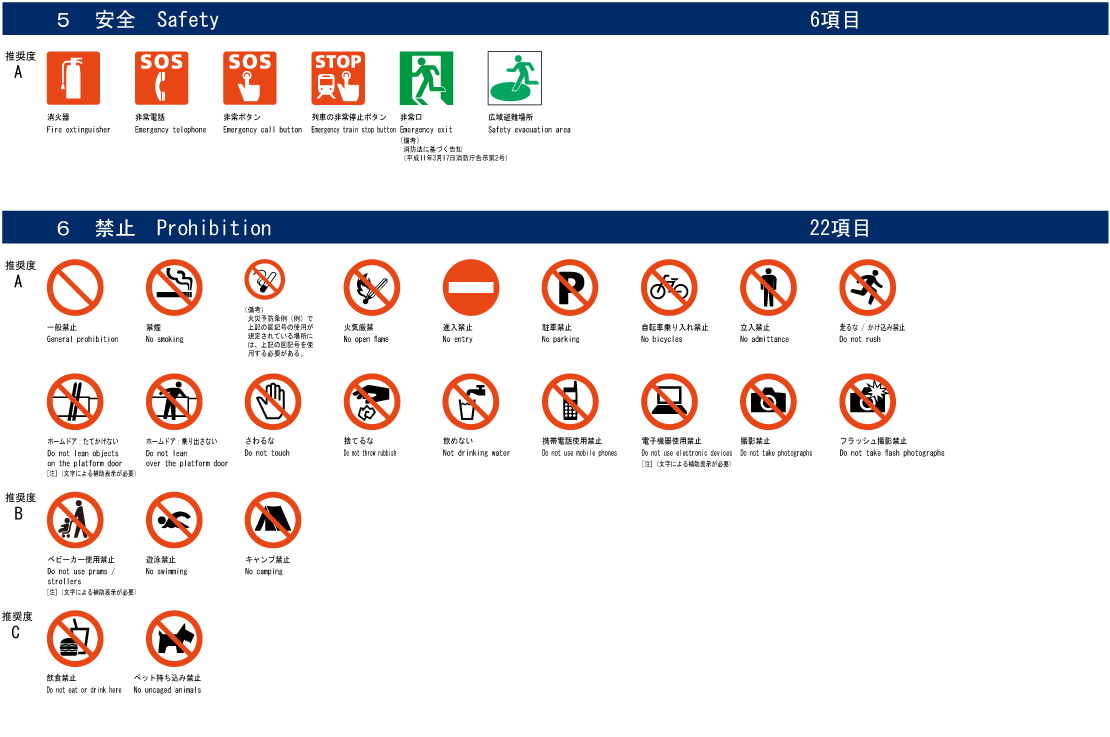 5 安全 Safety 6項目
推奨度
A
SOS
SOS
STOP
消火器
Fire extinguisher
非常電話
Emergency telephone
非常ボタン
Emergency call button
列車の非常停止ボタン
Emergency train stop button
非常口
Emergency exit
(備考)
消防法に基づく告知
(平成11年3月17日消防庁告示第2号)
広域避難場所
Safety evacuation area
6 禁止 Prohibition 22項目
推奨度
A
P
一般禁止
General prohibition
禁煙
No smoking
(備考)
火災予防条例（例）で
上記の図記号の使用が
規定されている場所に
は、上記の図記号を使
用する必要がある。
火気厳禁
No open flame
進入禁止
No entry
駐車禁止
No parking
自転車乗り入れ禁止
No bicycles
立入禁止
No admittance
走るな / かけ込み禁止
Do not rush
ホームドア：たてかけない
Do not lean objects
on the platform door
[注]（文字による補助表示が必要）
ホームドア：乗り出さない
Do not lean
over the platform door
さわるな
Do not touch
捨てるな
Do not throw rubbish
飲めない
Not drinking water
携帯電話使用禁止
Do not use mobile phones
電子機器使用禁止
Do not use electronic devices
[注]（文字による補助表示が必要）
撮影禁止
Do not take photographs
フラッシュ撮影禁止
Do not take flash photographs
推奨度
B
ベビーカー使用禁止
Do not use prams /
strollers
[注]（文字による補助表示が必要）
遊泳禁止
No swimming
キャンプ禁止
No camping
推奨度
C
飲食禁止
Do not eat or drink here
ペット持ち込み禁止
No uncaged animals